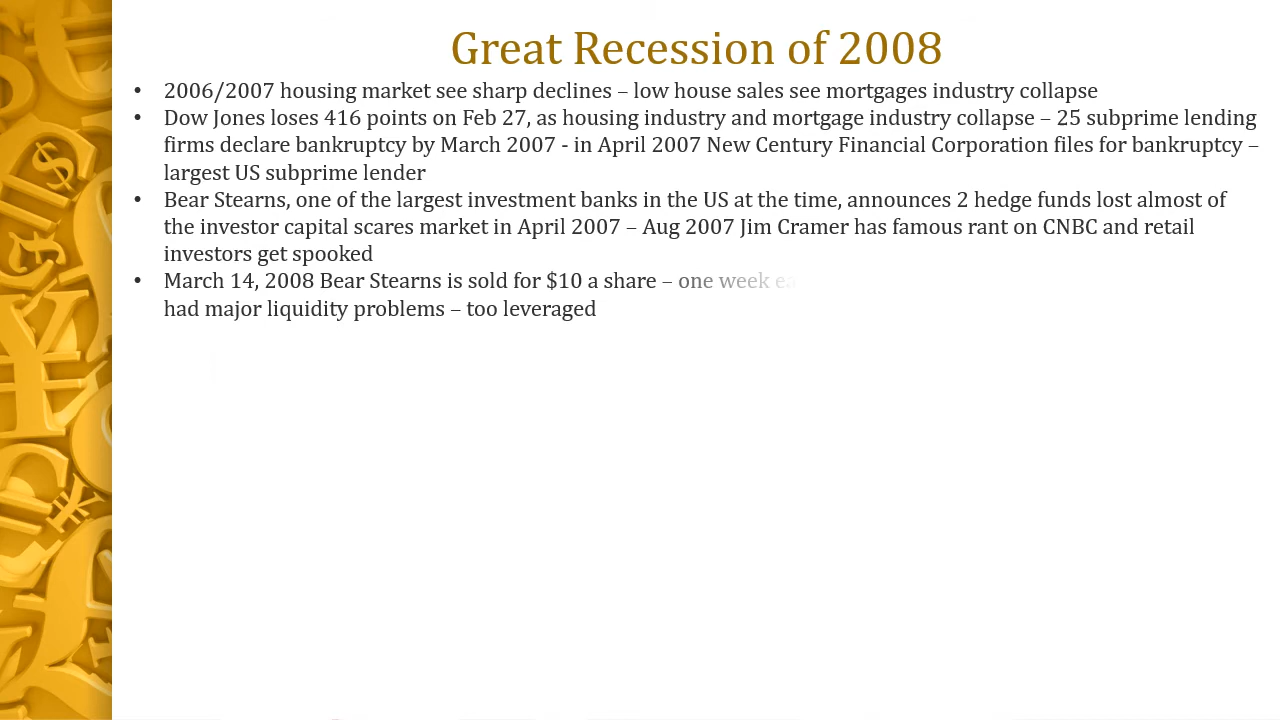 Great Recession of 2008
• 2006/2007 housing market see sharp declines – low house sales see mortgages industry collapse
• Dow Jones loses 416 points on Feb 27, as housing industry and mortgage industry collapse – 25 subprime lending
firms declare bankruptcy by March 2007 - in April 2007 New Century Financial Corporation files for bankruptcy –
largest US subprime lender
• Bear Stearns, one of the largest investment banks in the US at the time, announces 2 hedge funds lost almost of
the investor capital scares market in April 2007 – Aug 2007 Jim Cramer has famous rant on CNBC and retail
investors get spooked
• March 14, 2008 Bear Stearns is sold for $10 a share – one week
had major liquidity problems – too leveraged